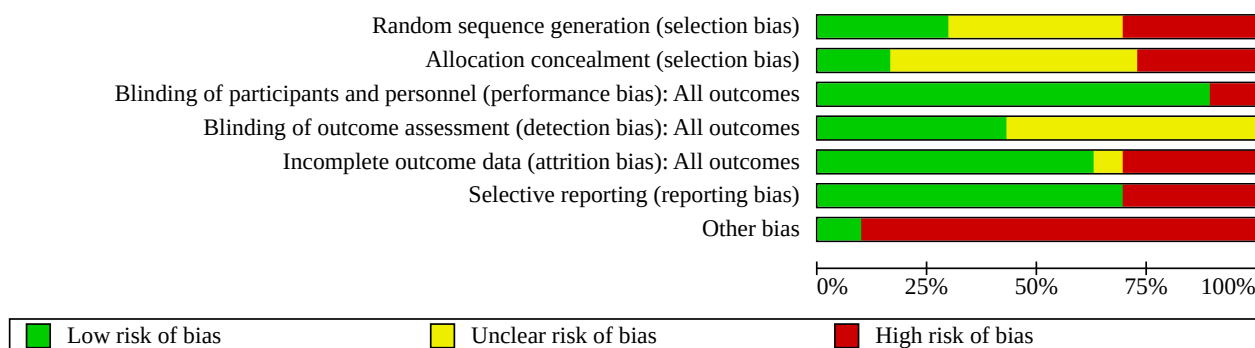 Random sequence generation (selection bias)
Allocation concealment (selection bias)
Blinding of participants and personnel (performance bias): All outcomes
Blinding of outcome assessment (detection bias): All outcomes
Incomplete outcome data (attrition bias): All outcomes
Selective reporting (reporting bias)
Other bias
0% 25% 50% 75% 100%
Low risk of bias Unclear risk of bias High risk of bias